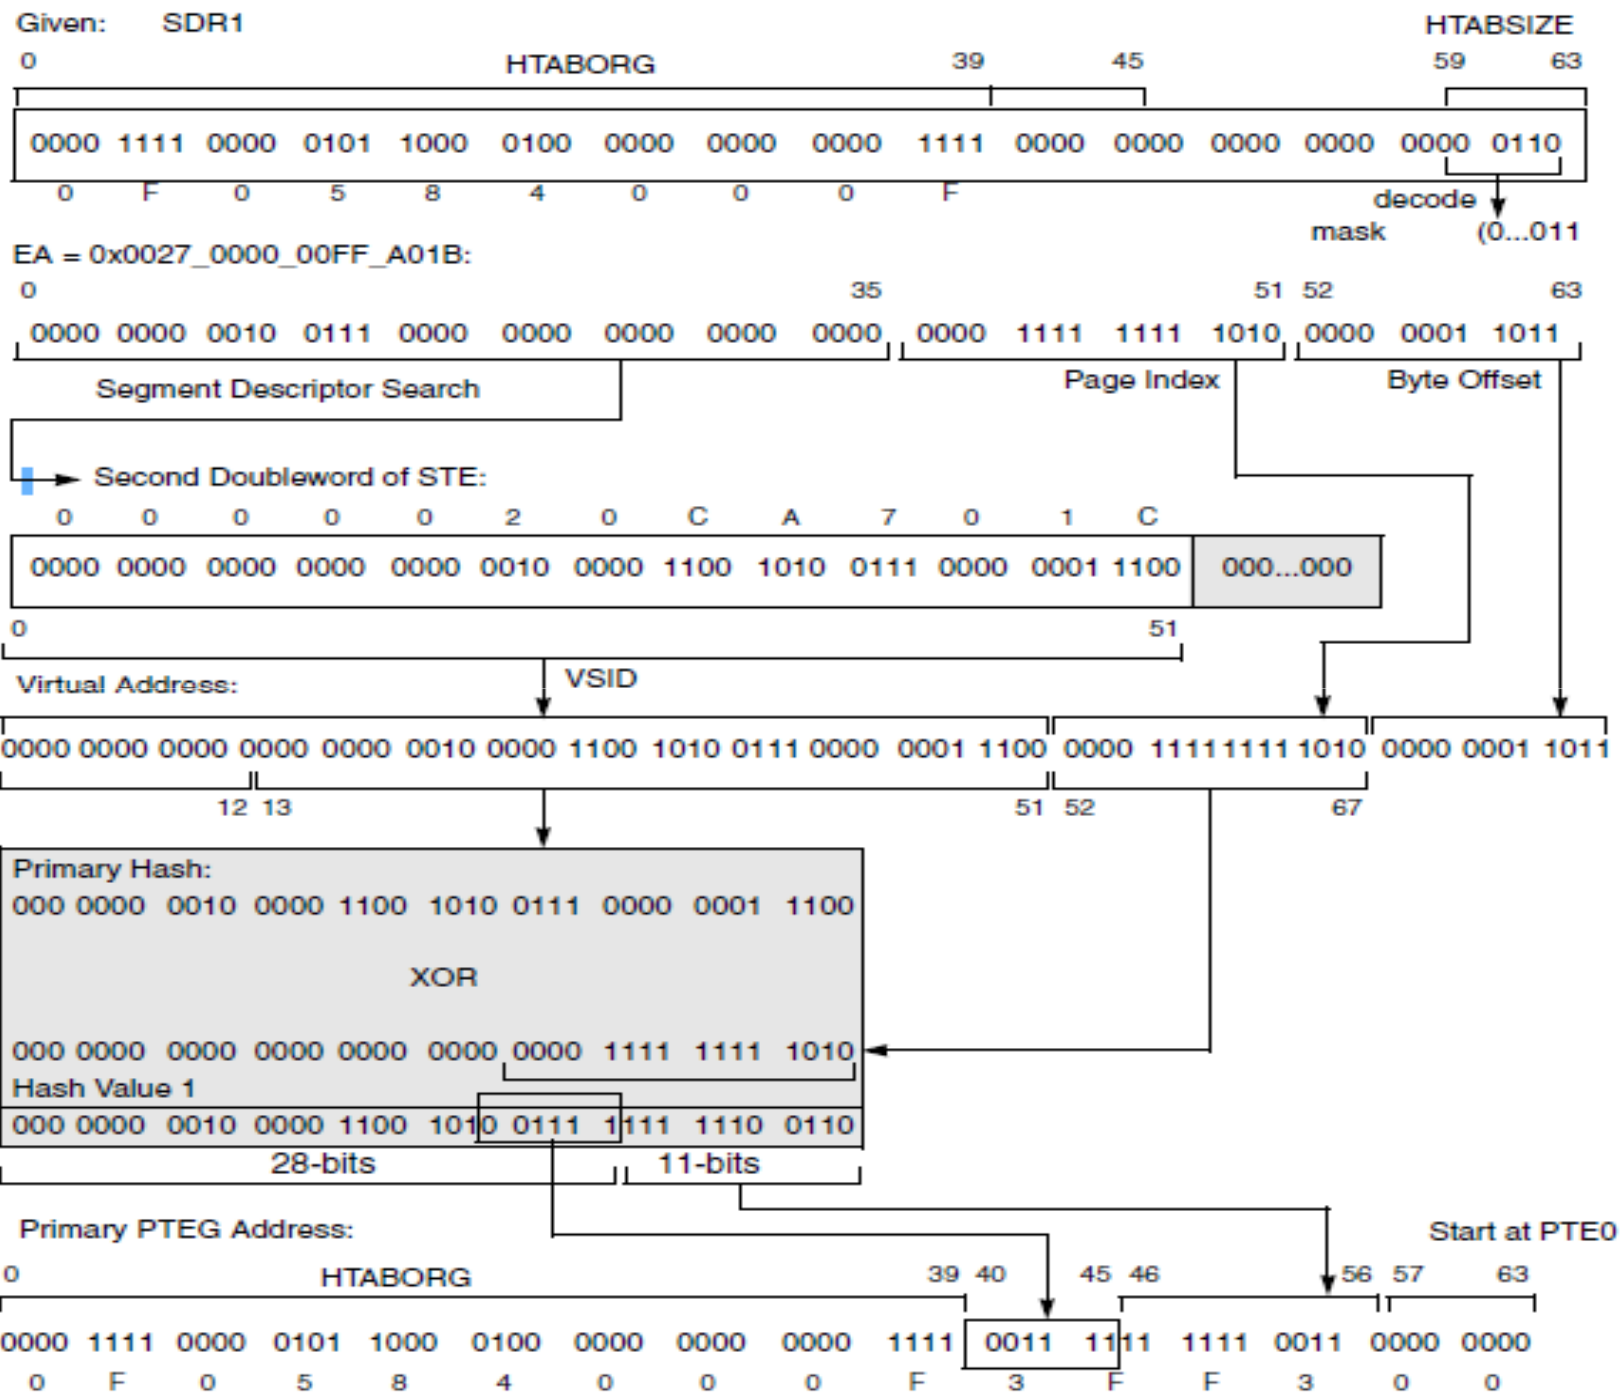 Given: SDR1 HTABSIZE
0 HTABORG 39 45 59 63
0000 1111 0000 0101 1000 0100 0000 0000 0000 1111 0000 0000 0000 0000 0000 0110
0 F 0 5 8 4 0 0 0 F
decode
mask (0...011
EA = 0x0027_0000_00FF_A01B:
0 35 51 52 63
0000 0000 0010 0111 0000 0000 0000 0000 0000 0000 1111 1111 1010 0000 0001 1011
Segment Descriptor Search Page Index Byte Offset
Second Doubleword of STE:
0 0 0 0 0 2 0 C A 7 0 1 C
0000 0000 0000 0000 0000 0010 0000 1100 1010 0111 0000 0001 1100 000...000
0 51
VSID
Virtual Address:
0000 0000 0000 0000 0000 0010 0000 1100 1010 0111 0000 0001 1100 0000 1111 1111 1010 0000 0001 1011
12 13 51 52 67
Primary Hash:
000 0000 0010 0000 1100 1010 0111 0000 0001 1100
XOR
000 0000 0000 0000 0000 0000 0000 1111 1111 1010
Hash Value 1
000 0000 0010 0000 1100 1010 0111 1111 1110 0110
28-bits 11-bits
Primary PTEG Address: Start at PTE0
0 HTABORG 39 40 45 46 56 57 63
0000 1111 0000 0101 1000 0100 0000 0000 0000 1111 0011 1111 1111 0011 0000 0000
0 F 0 5 8 4 0 0 0 F 3 F F 3 0 0